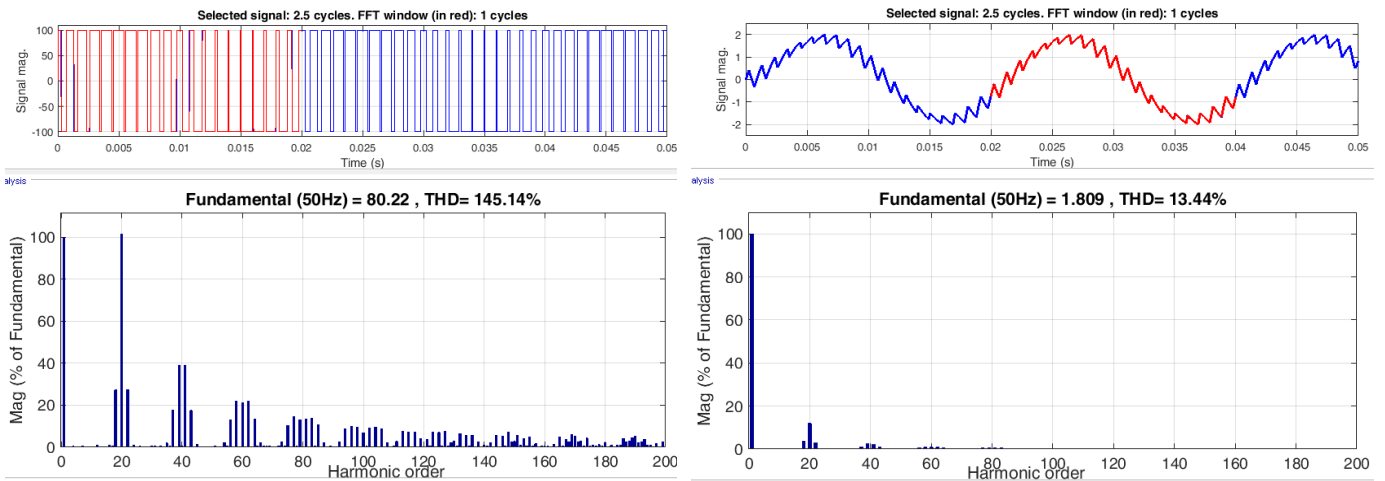 Selected signal: 2.5 cycles. FFT window (in red): 1 cycles
Signal mag.
100
50
0
-50
-100
0 0.005 0.01 0.015 0.02 0.025 0.03 0.035 0.04 0.045 0.05
Time (s)
alysis
Fundamental (50Hz) = 80.22 , THD= 145.14%
Mag (% of Fundamental)
100
80
60
40
20
0
0 20 40 60 80 100 120 140 160 180 200
Harmonic order
Selected signal: 2.5 cycles. FFT window (in red): 1 cycles
Signal mag.
2
1
0
-1
-2
0 0.005 0.01 0.015 0.02 0.025 0.03 0.035 0.04 0.045 0.05
Time (s)
alysis
Fundamental (50Hz) = 1.809 , THD= 13.44%
Mag (% of Fundamental)
100
80
60
40
20
0
0 20 40 60 80 100 120 140 160 180 200
Harmonic order